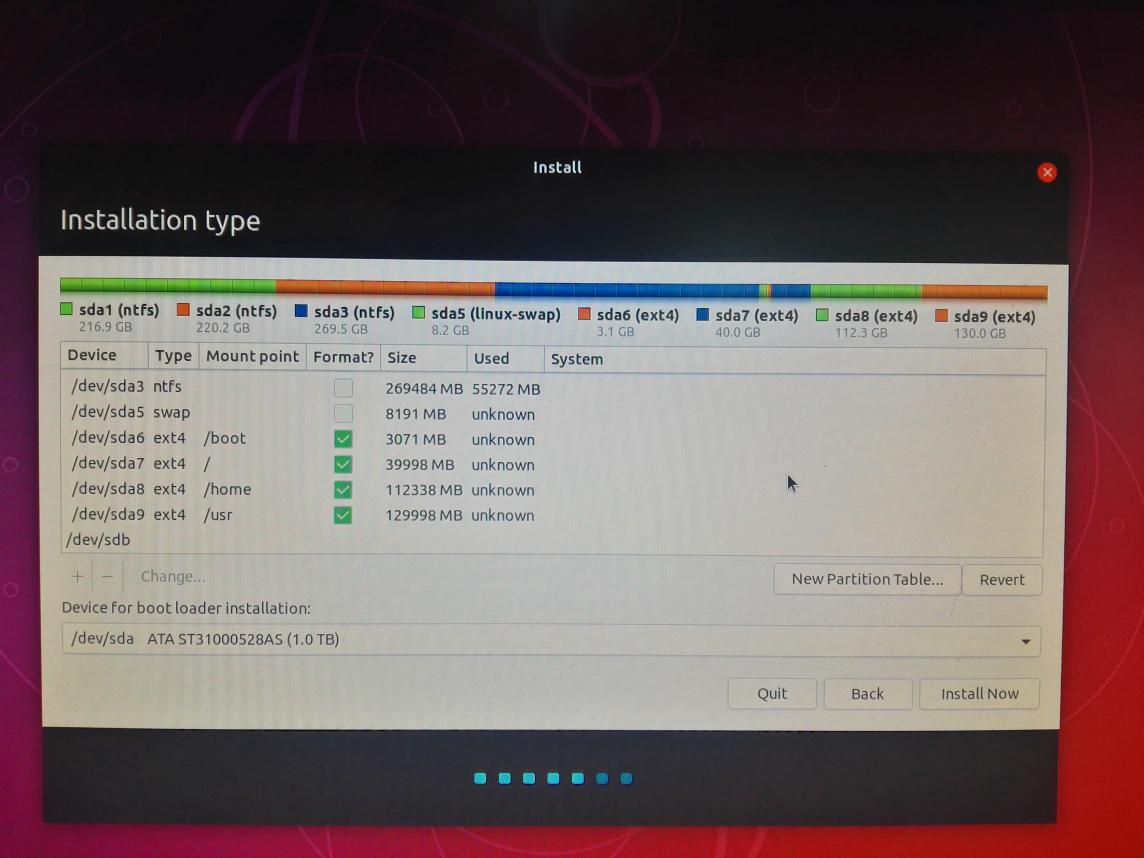 Install
Installation type
sda1 (ntfs) sda2 (ntfs) sda3 (ntfs) sda5 (linux-swap) sda6 (ext4) sda7 (ext4) sda8 (ext4) sda9 (ext4)
216.9 GB 220.2 GB 269.5 GB 8.2 GB 3.1 GB 40.0 GB 112.3 GB 130.0 GB
Device Type Mount point Format? Size Used System
/dev/sda3 ntfs 269484 MB 55272 MB
/dev/sda5 swap 8191 MB unknown
/dev/sda6 ext4 /boot 3071 MB unknown
/dev/sda7 ext4 / 39998 MB unknown
/dev/sda8 ext4 /home 112338 MB unknown
/dev/sda9 ext4 /usr 129998 MB unknown
/dev/sdb
+ − Change... New Partition Table... Revert
Device for boot loader installation:
/dev/sda ATA ST31000528AS (1.0 TB)
Quit Back Install Now